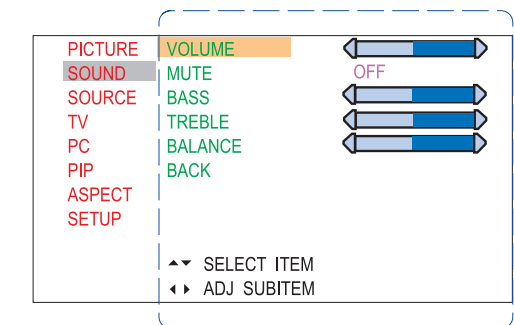 PICTURE VOLUME
SOUND MUTE OFF
SOURCE BASS
TV TREBLE
PC BALANCE
PIP BACK
ASPECT
SETUP
SELECT ITEM
ADJ SUBITEM